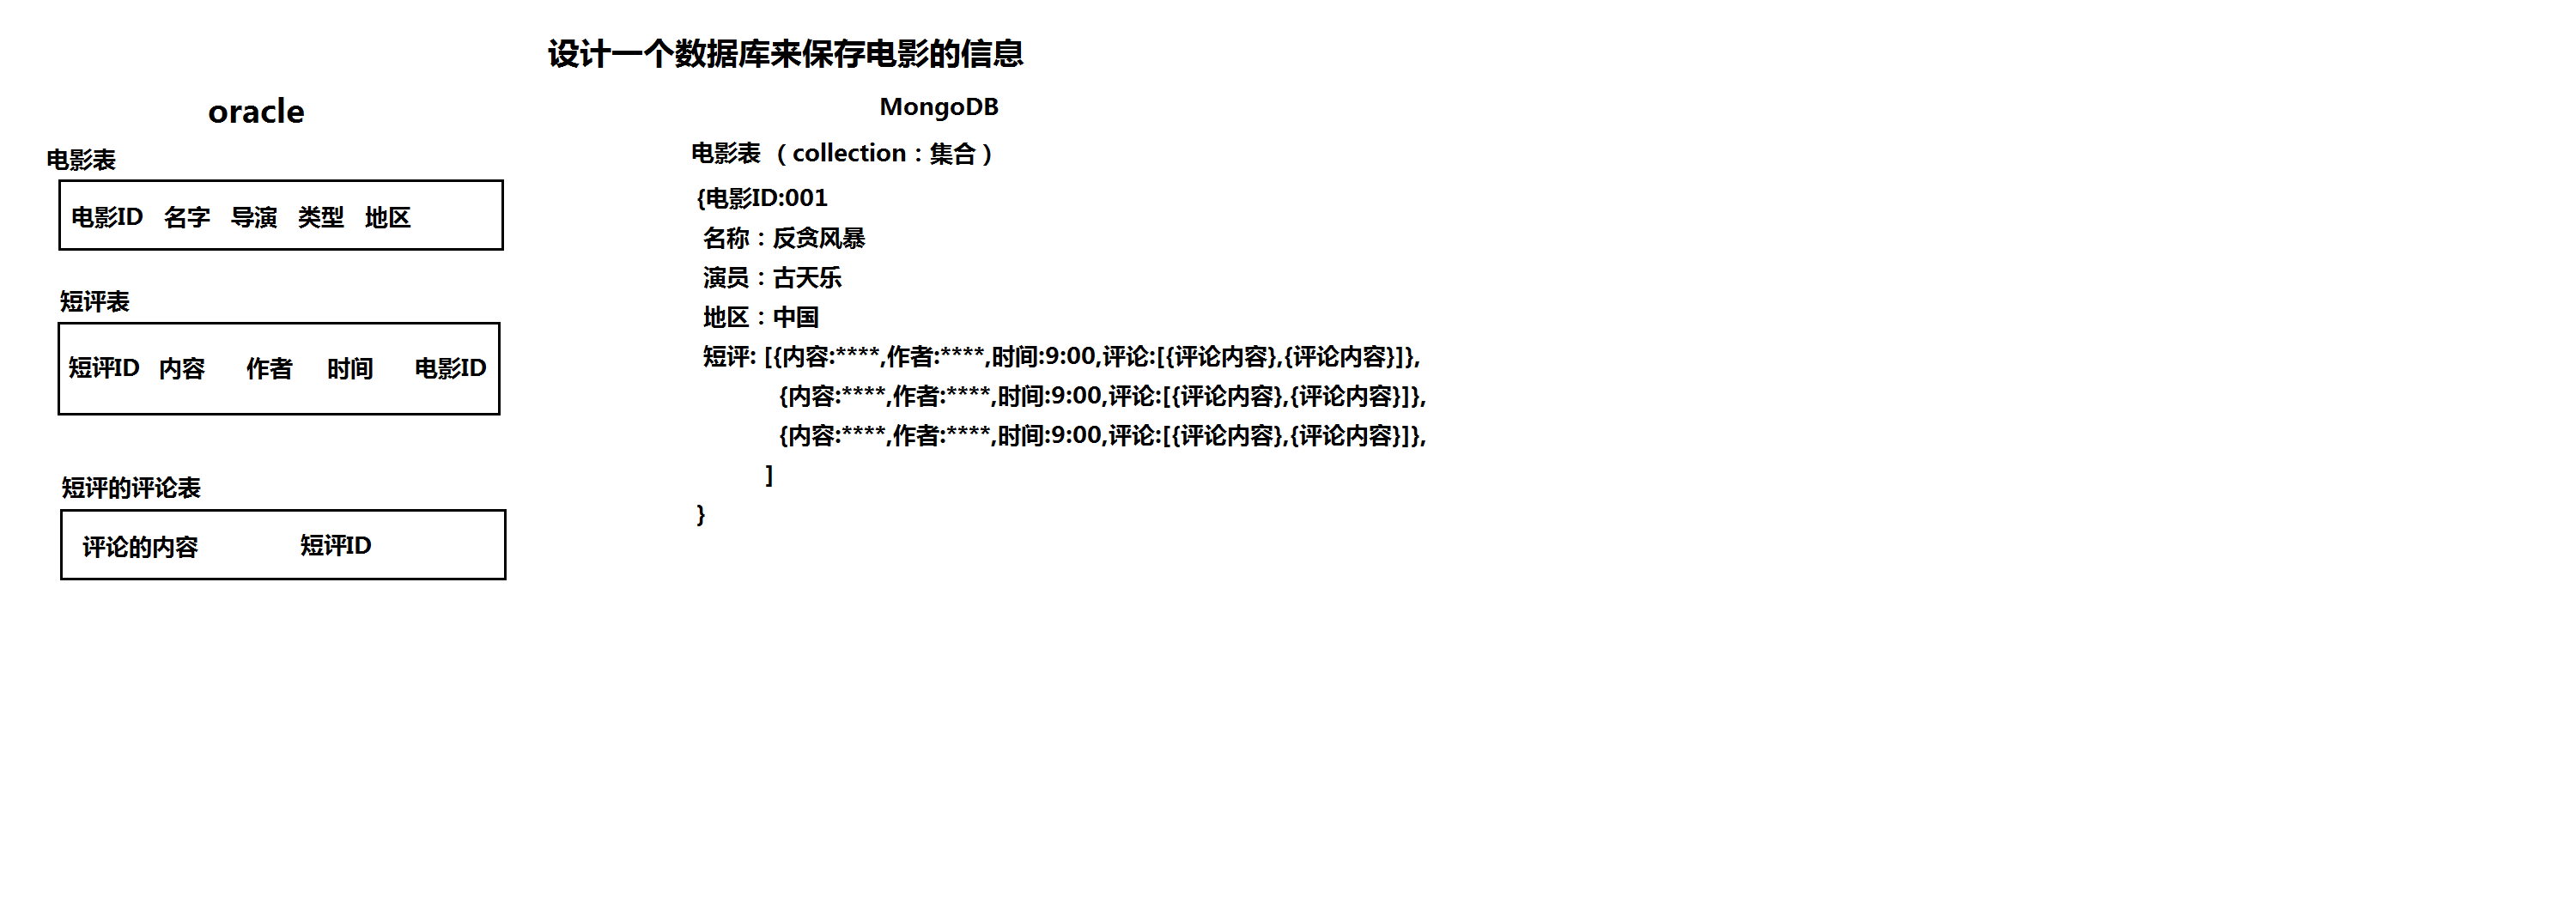 设计一个数据库来保存电影的信息
oracle
电影表
电影ID 名字 导演 类型 地区
短评表
短评ID 内容 作者 时间 电影ID
短评的评论表
评论的内容 短评ID
MongoDB
电影表 （collection：集合）
{电影ID:001
名称：反贪风暴
演员：古天乐
地区：中国
短评: [{内容:****,作者:****,时间:9:00,评论:[{评论内容},{评论内容}]},
{内容:****,作者:****,时间:9:00,评论:[{评论内容},{评论内容}]},
{内容:****,作者:****,时间:9:00,评论:[{评论内容},{评论内容}]},
]
}